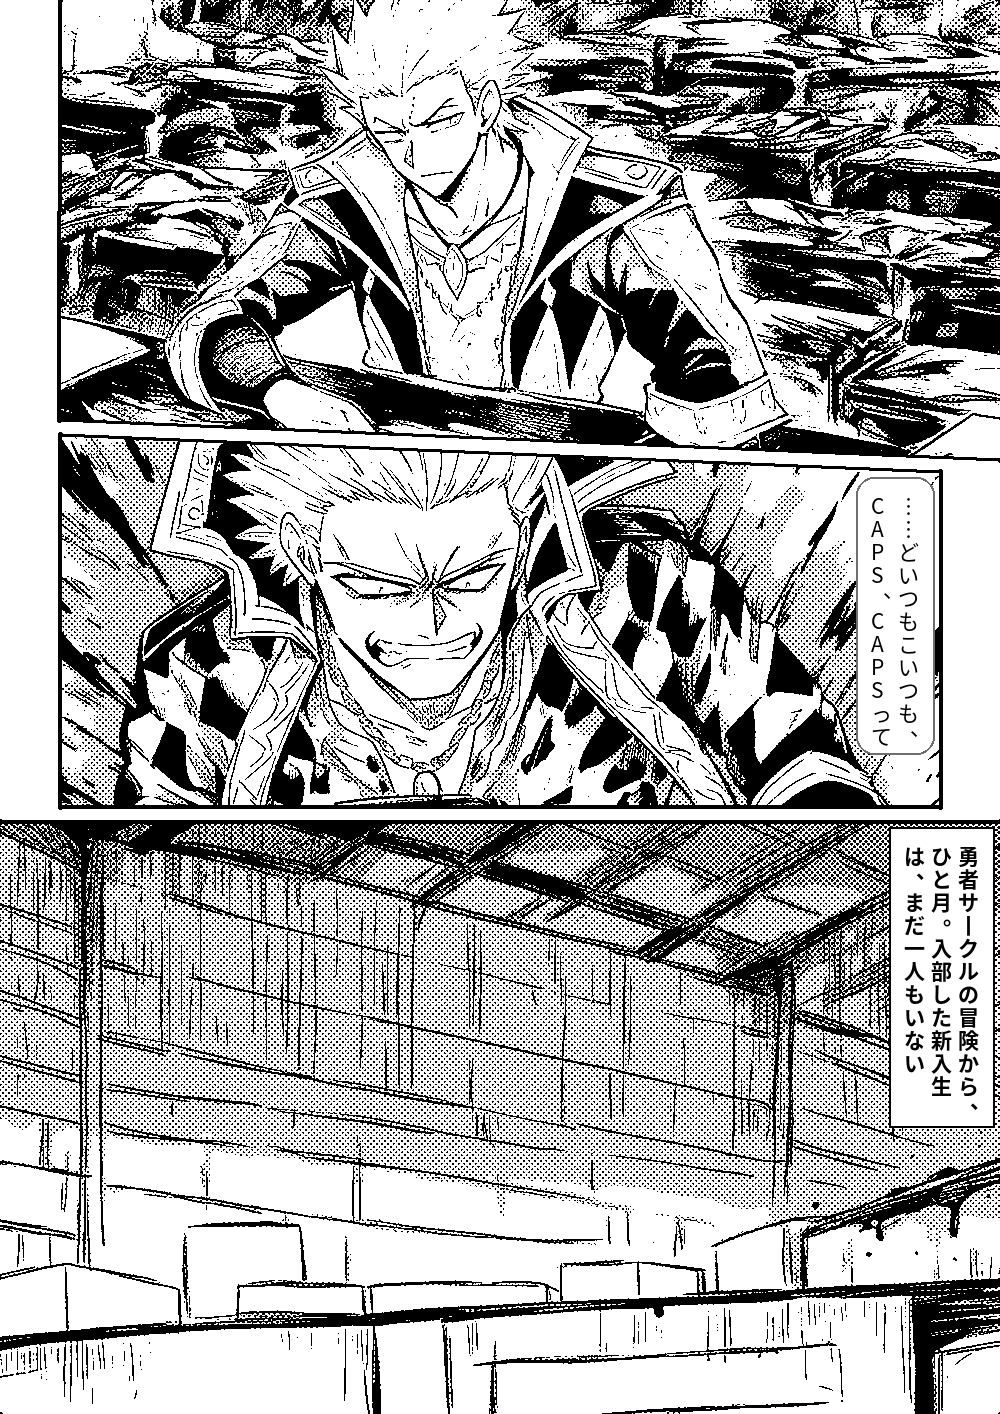 ……どいつもこいつも、
CAPS、CAPSって
勇者サークルの冒険から、
ひと月。入部した新入生
は、まだ一人もいない